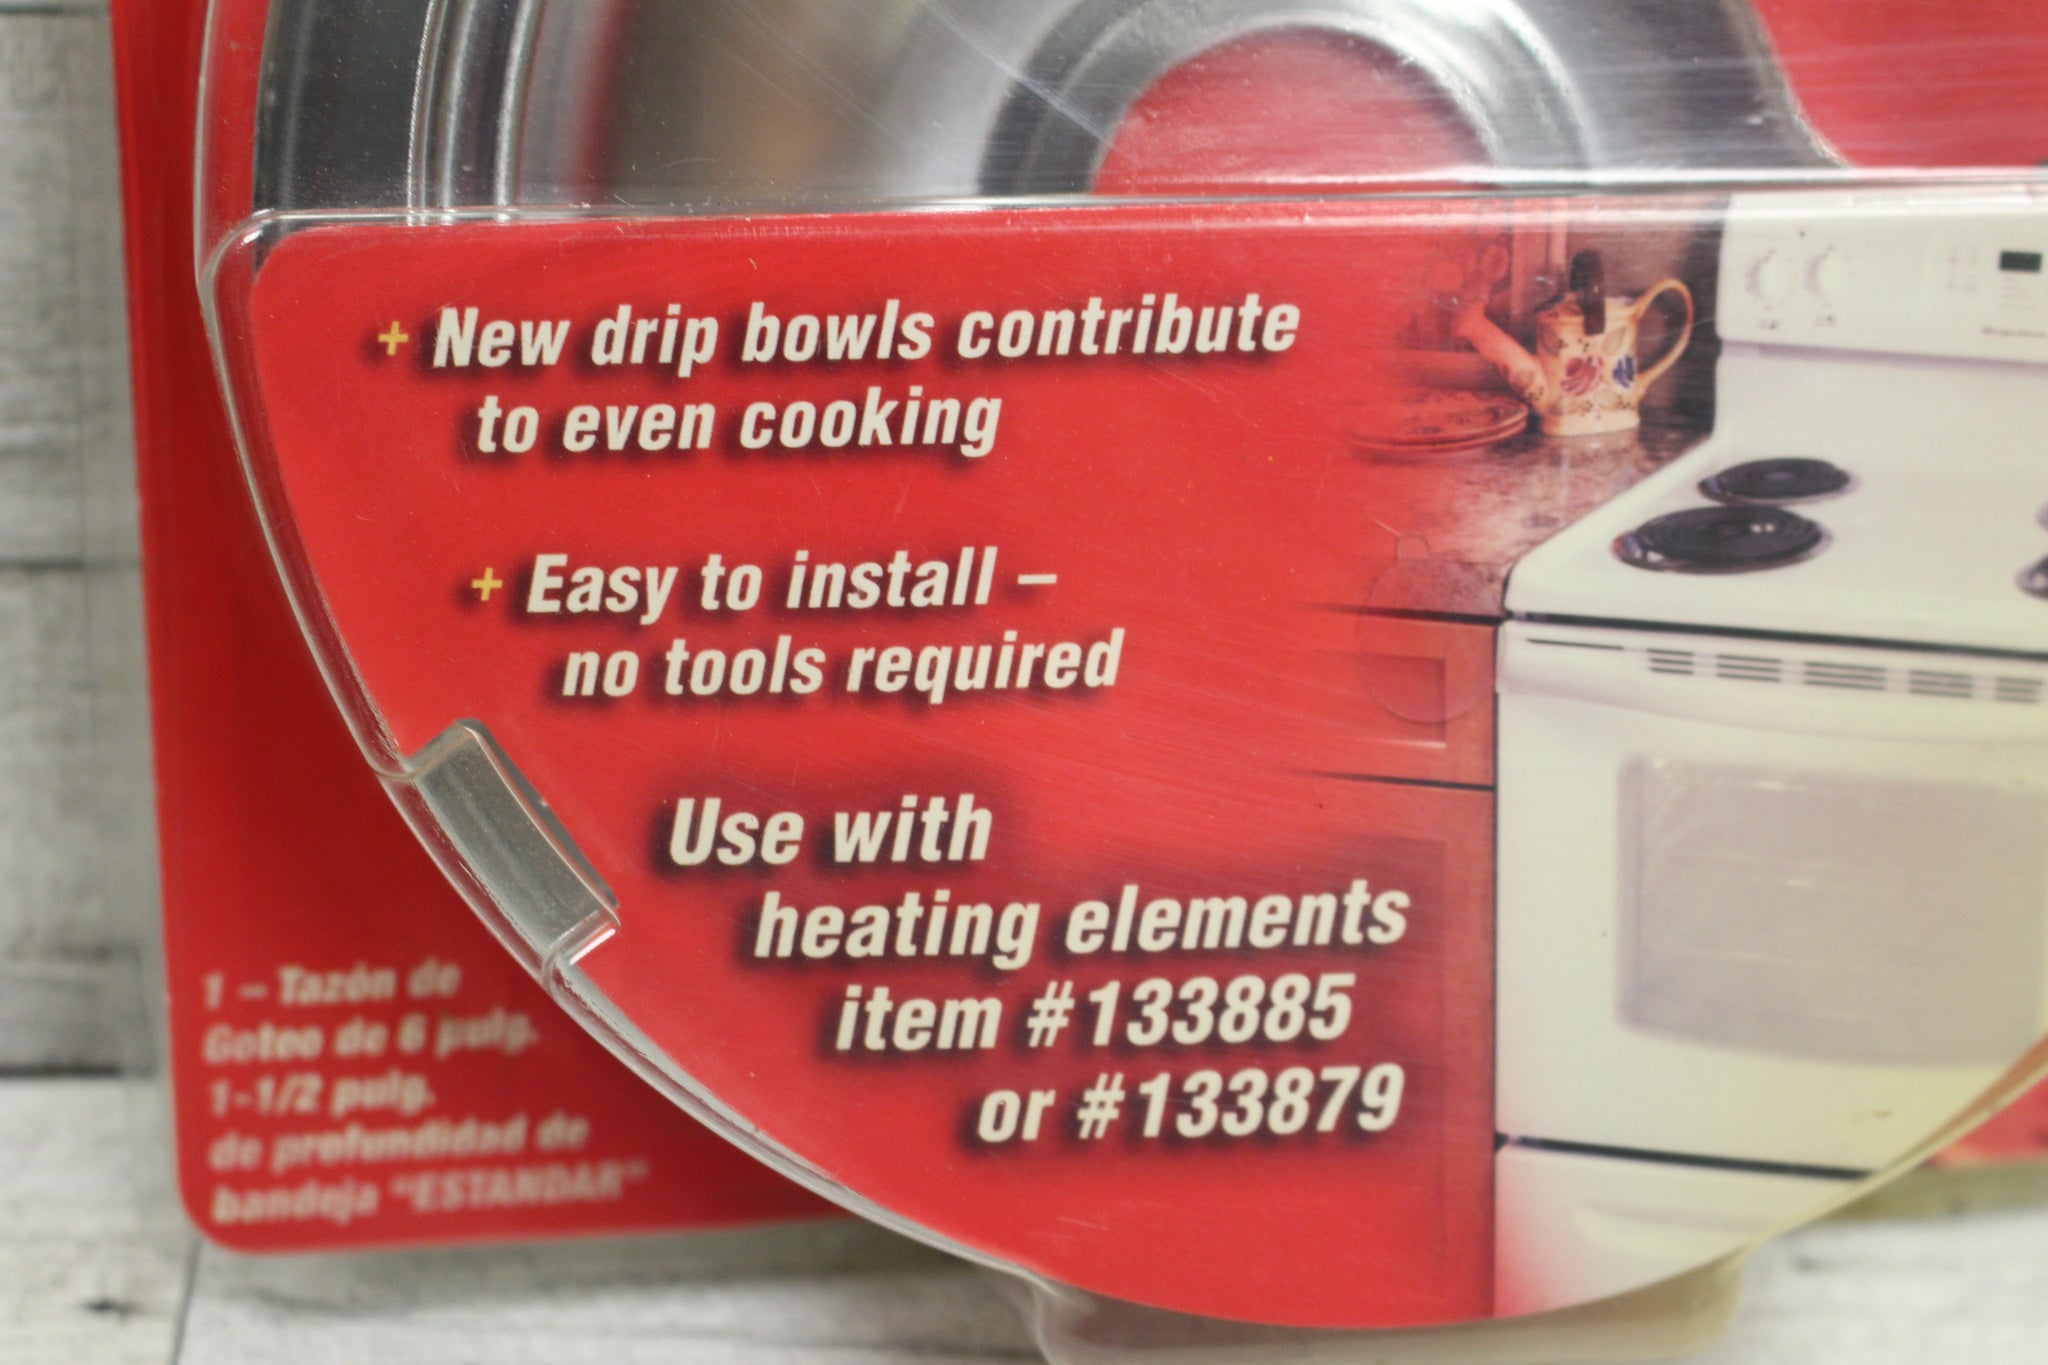 + New drip bowls contribute
to even cooking
+ Easy to install –
no tools required
Use with
heating elements
item #133885
or #133879
1 – Tazón de
Goteo de 6 pulg.
1-1/2 pulg.
de profundidad de
bandeja "ESTANDAR"